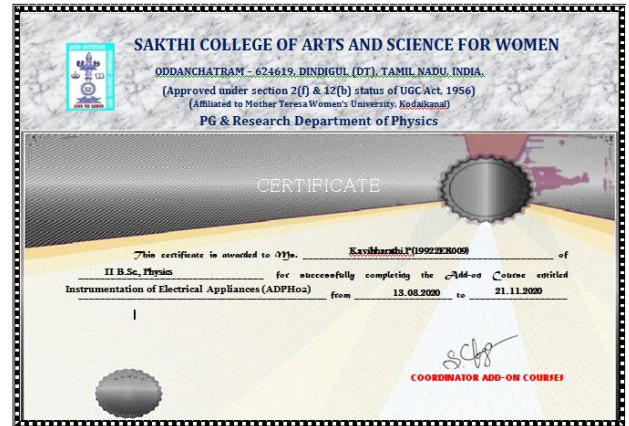 SAKTHI COLLEGE OF ARTS AND SCIENCE FOR WOMEN
ODDANCHATRAM – 624619, DINDIGUL (DT), TAMIL NADU, INDIA.
(Approved under section 2(f) & 12(b) status of UGC Act, 1956)
(Affiliated to Mother Teresa Women's University, Kodaikanal)
PG & Research Department of Physics
LIVE TO SERVE
CERTIFICATE
This certificate is awarded to Ms. Kavibharathi.P(19922ER009) of
II B.Sc., Physics for successfully completing the Add-on Course entitled
Instrumentation of Electrical Appliances (ADPH02) from 13.08.2020 to 21.11.2020
COORDINATOR ADD-ON COURSES